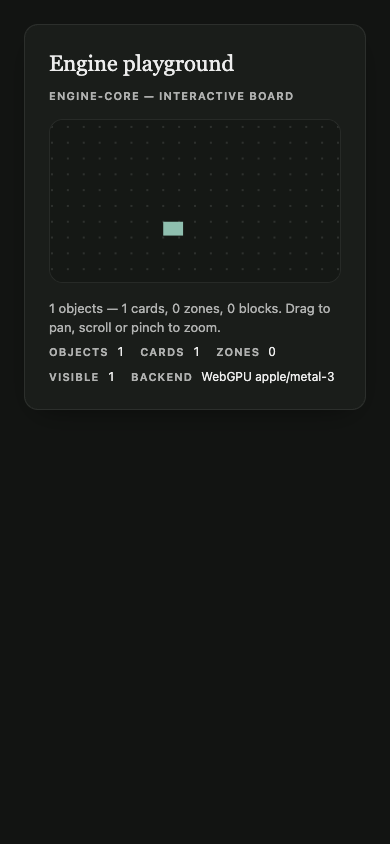 Engine playground
ENGINE-CORE — INTERACTIVE BOARD
1 objects — 1 cards, 0 zones, 0 blocks. Drag to
pan, scroll or pinch to zoom.
OBJECTS 1 CARDS 1 ZONES 0
VISIBLE 1 BACKEND WebGPU apple/metal-3